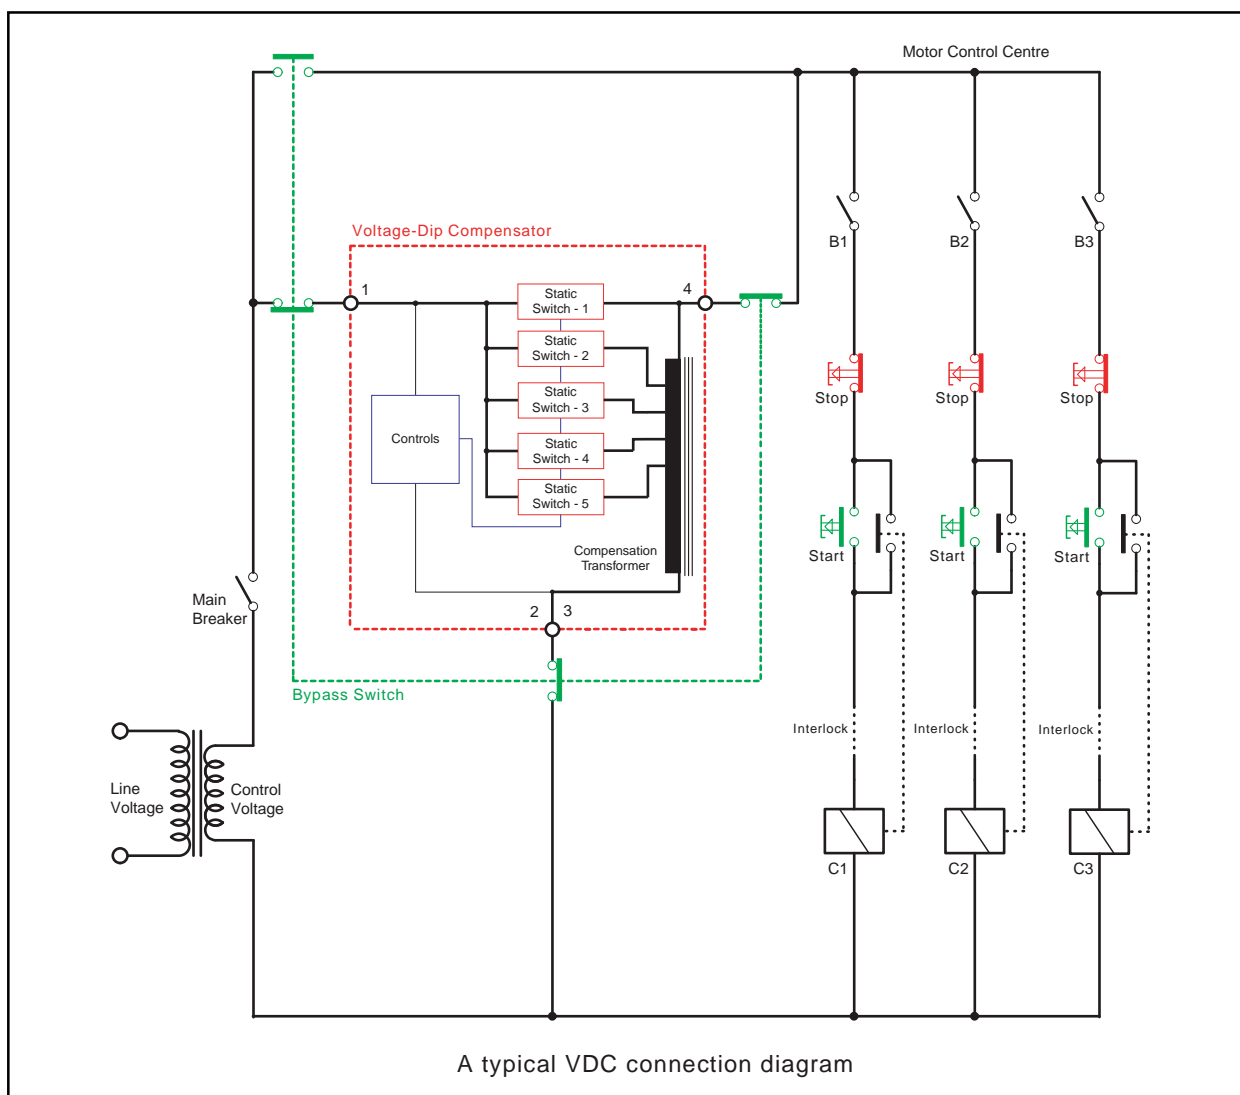 Motor Control Centre
B1
B2
B3
Voltage-Dip Compensator
1
4
Static
Switch - 1
Static
Switch - 2
Static
Switch - 3
Static
Switch - 4
Static
Switch - 5
Controls
Compensation
Transformer
2
3
Stop
Stop
Stop
Start
Start
Start
Main
Breaker
Bypass Switch
Interlock
Interlock
Interlock
Line
Voltage
Control
Voltage
C1
C2
C3
A typical VDC connection diagram